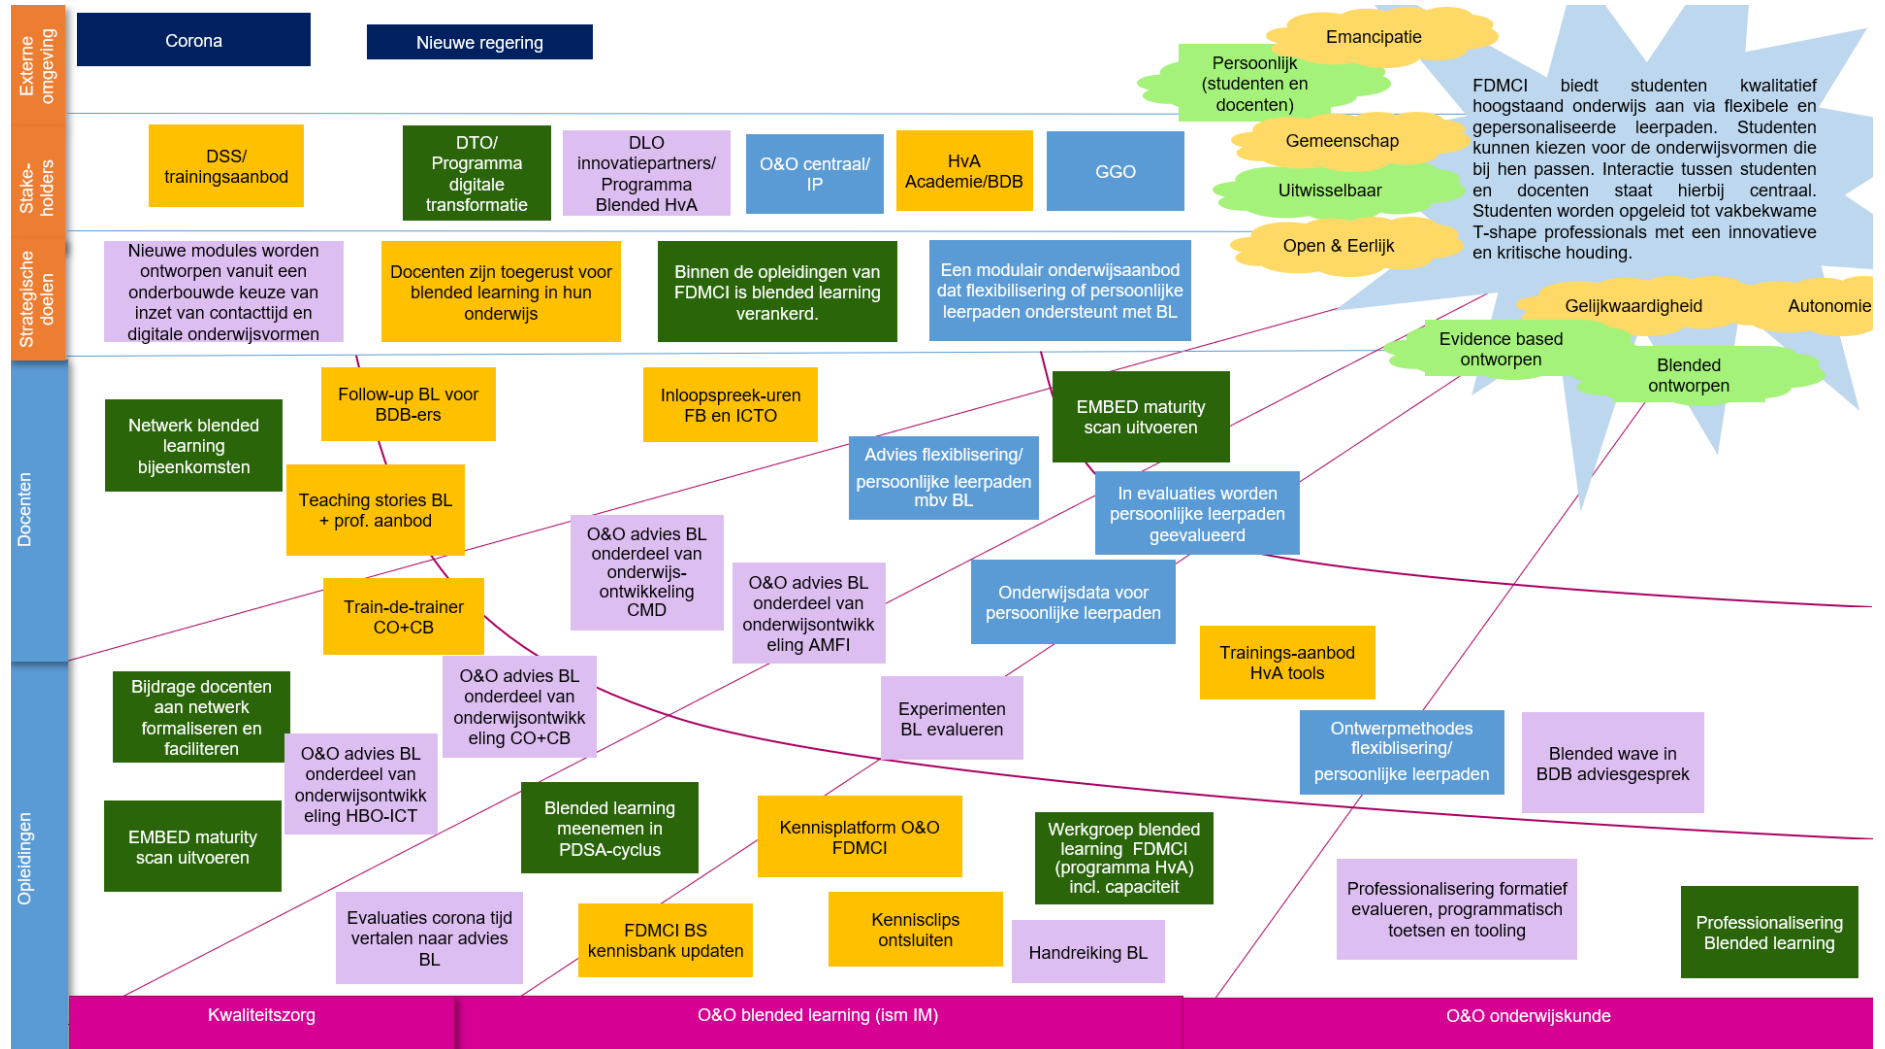 Externe
omgeving
Corona
Nieuwe regering
Emancipatie
Persoonlijk
(studenten en
docenten)
FDMCI biedt studenten kwalitatief
hoogstaand onderwijs aan via flexibele en
gepersonaliseerde leerpaden. Studenten
kunnen kiezen voor de onderwijsvormen die
bij hen passen. Interactie tussen studenten
en docenten staat hierbij centraal.
Studenten worden opgeleid tot vakbekwame
T-shape professionals met een innovatieve
en kritische houding.
Stake-
holders
DSS/
trainingsaanbod
DTO/
Programma
digitale
transformatie
DLO
innovatiepartners/
Programma
Blended HvA
O&O centraal/
IP
HvA
Academie/BDB
GGO
Gemeenschap
Uitwisselbaar
Open & Eerlijk
Strategische
doelen
Nieuwe modules worden
ontworpen vanuit een
onderbouwde keuze van
inzet van contacttijd en
digitale onderwijsvormen
Docenten zijn toegerust voor
blended learning in hun
onderwijs
Binnen de opleidingen van
FDMCI is blended learning
verankerd.
Een modulair onderwijsaanbod
dat flexibilisering of persoonlijke
leerpaden ondersteunt met BL
Gelijkwaardigheid
Autonomie
Evidence based
ontworpen
Blended
ontworpen
Docenten
Netwerk blended
learning
bijeenkomsten
Follow-up BL voor
BDB-ers
Inloopspreek-uren
FB en ICTO
EMBED maturity
scan uitvoeren
Advies flexiblisering/
persoonlijke leerpaden
mbv BL
Teaching stories BL
+ prof. aanbod
In evaluaties worden
persoonlijke leerpaden
geevalueerd
O&O advies BL
onderdeel van
onderwijs-
ontwikkeling
CMD
O&O advies BL
onderdeel van
onderwijsontwikk
eling AMFI
Onderwijsdata voor
persoonlijke leerpaden
Train-de-trainer
CO+CB
Trainings-aanbod
HvA tools
Opleidingen
Bijdrage docenten
aan netwerk
formaliseren en
faciliteren
O&O advies BL
onderdeel van
onderwijsontwikk
eling CO+CB
Experimenten
BL evalueren
Ontwerpmethodes
flexiblisering/
persoonlijke leerpaden
Blended wave in
BDB adviesgesprek
O&O advies BL
onderdeel van
onderwijsontwikk
eling HBO-ICT
EMBED maturity
scan uitvoeren
Blended learning
meenemen in
PDSA-cyclus
Kennisplatform O&O
FDMCI
Werkgroep blended
learning FDMCI
(programma HvA)
incl. capaciteit
Professionalisering formatief
evalueren, programmatisch
toetsen en tooling
Professionalisering
Blended learning
Evaluaties corona tijd
vertalen naar advies
BL
FDMCI BS
kennisbank updaten
Kennisclips
ontsluiten
Handreiking BL
Kwaliteitszorg
O&O blended learning (ism IM)
O&O onderwijskunde